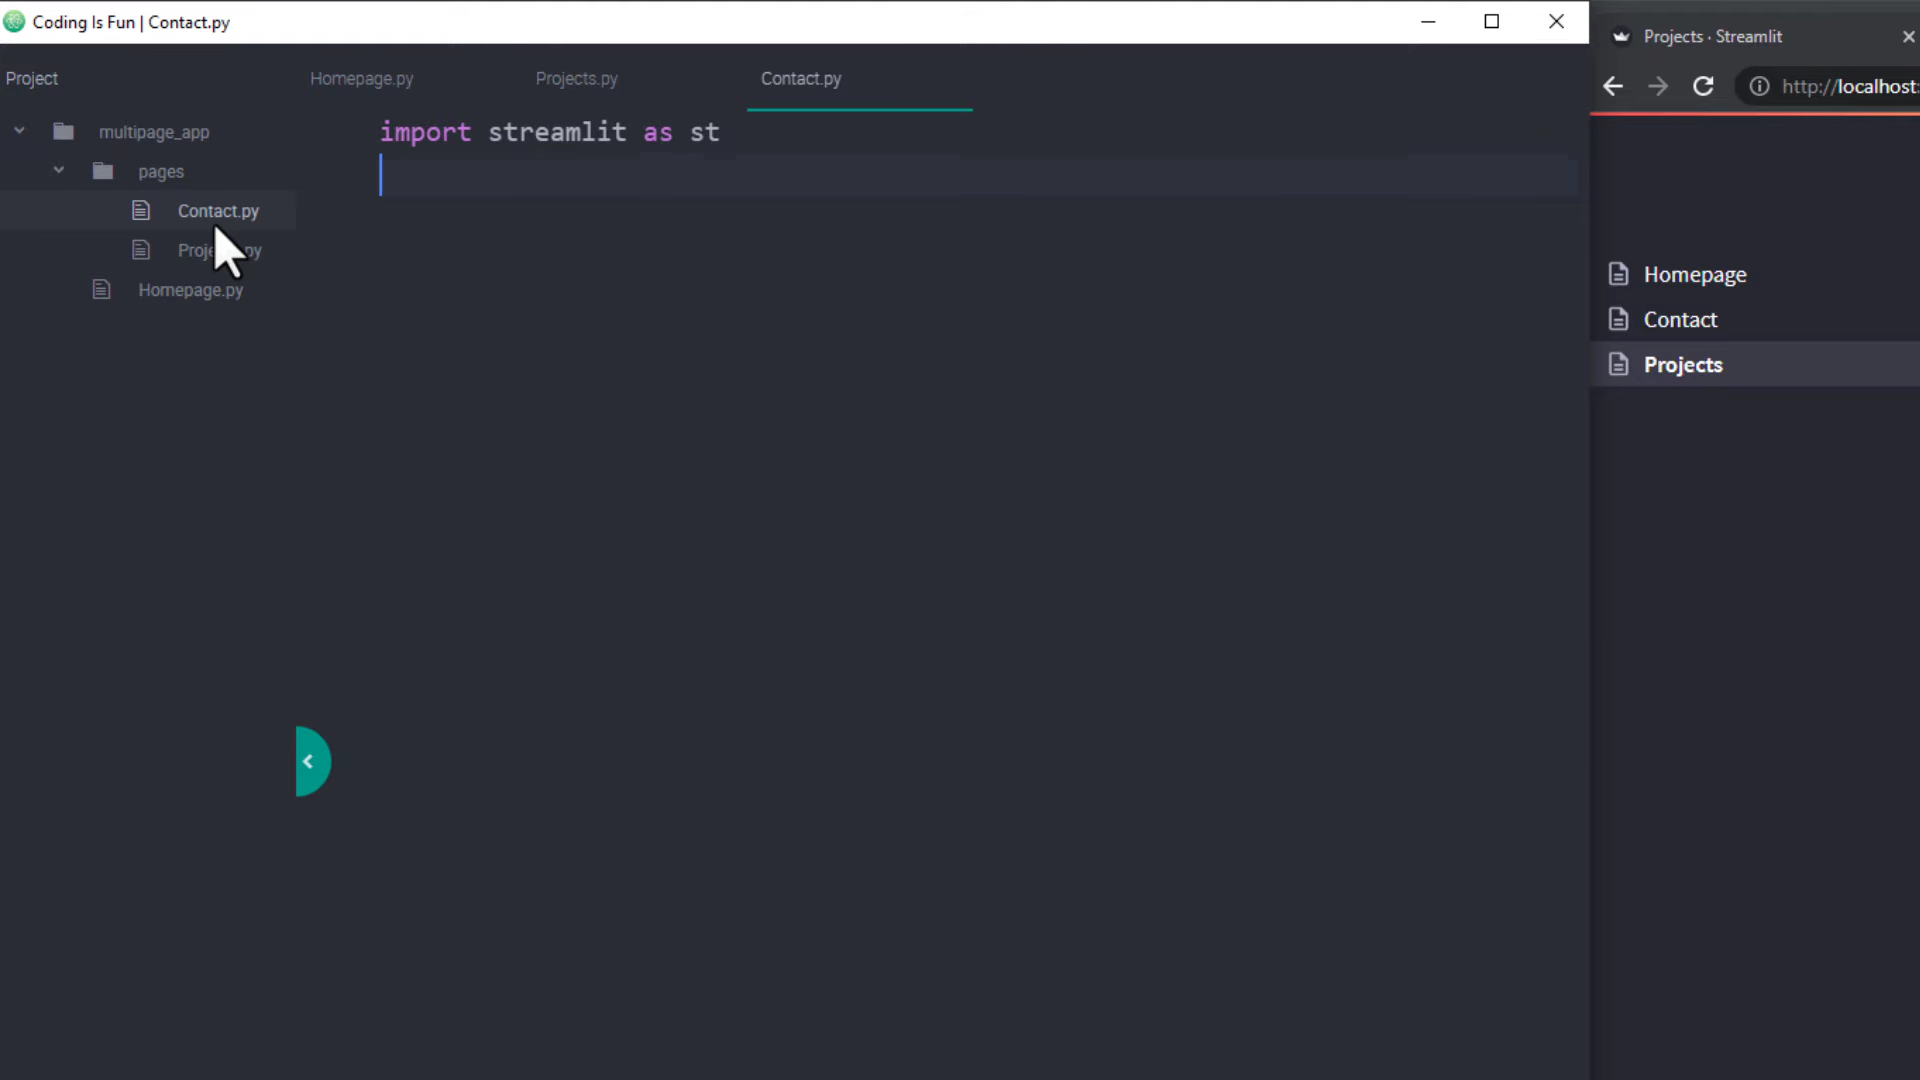 Coding Is Fun | Contact.py
Project
Homepage.py
Projects.py
Contact.py
multipage_app
pages
Contact.py
Homepage.py
import streamlit as st
Projects · Streamlit
http://localhost:
Homepage
Contact
Projects